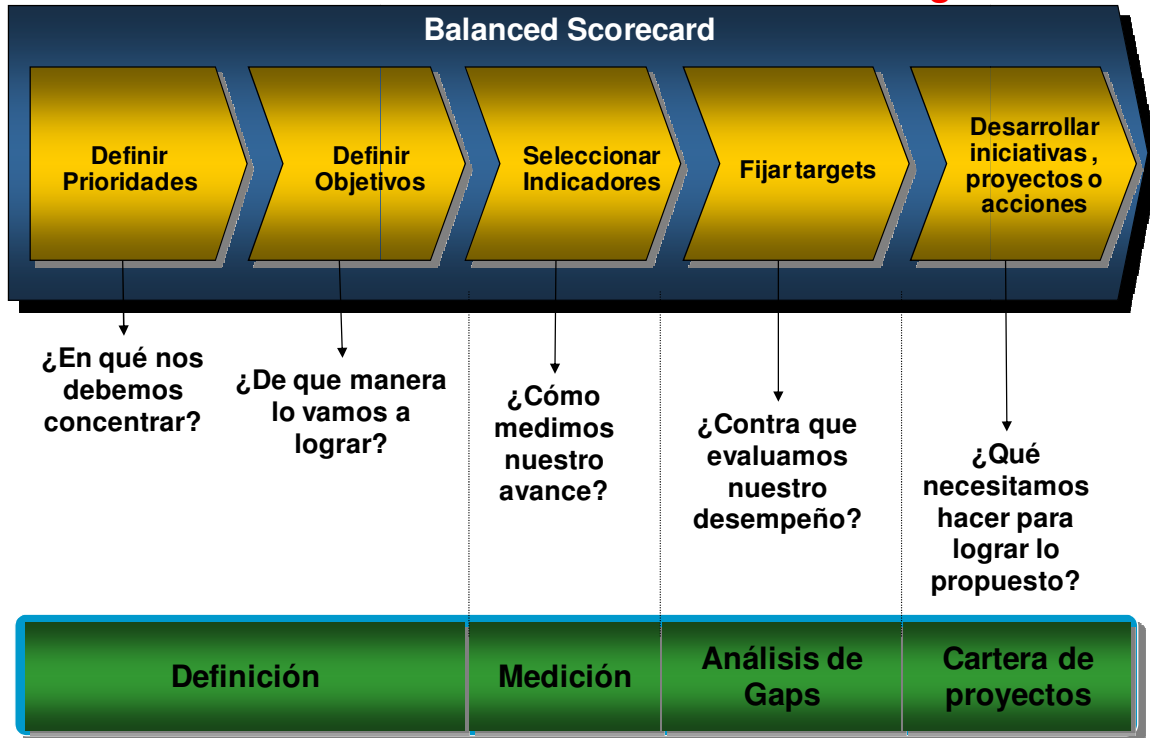 Balanced Scorecard
Definir
Prioridades
Definir
Objetivos
Seleccionar
Indicadores
Fijar targets
Desarrollar
iniciativas ,
proyectos o
acciones
¿En qué nos
debemos
concentrar?
¿De que manera
lo vamos a
lograr?
¿Cómo
medimos
nuestro
avance?
¿Contra que
evaluamos
nuestro
desempeño?
¿Qué
necesitamos
hacer para
lograr lo
propuesto?
Definición
Medición
Análisis de
Gaps
Cartera de
proyectos